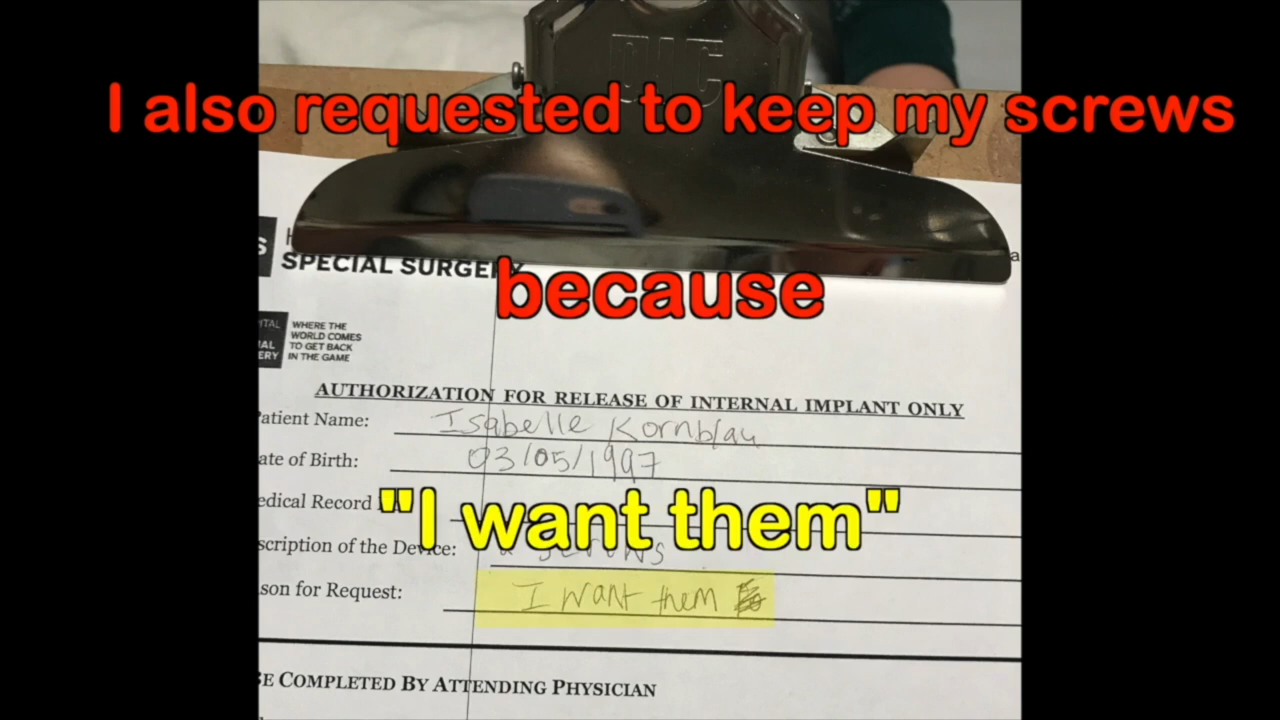 I also requested to keep my screws
SPECIAL SURGERY
because
WHERE THE
WORLD COMES
TO GET BACK
IN THE GAME
AUTHORIZATION FOR RELEASE OF INTERNAL IMPLANT ONLY
atient Name: Isabelle Kornblau
ate of Birth: 03/05/1997
edical Record
"I want them"
scription of the Device: screws
son for Request: I want them
E COMPLETED BY ATTENDING PHYSICIAN